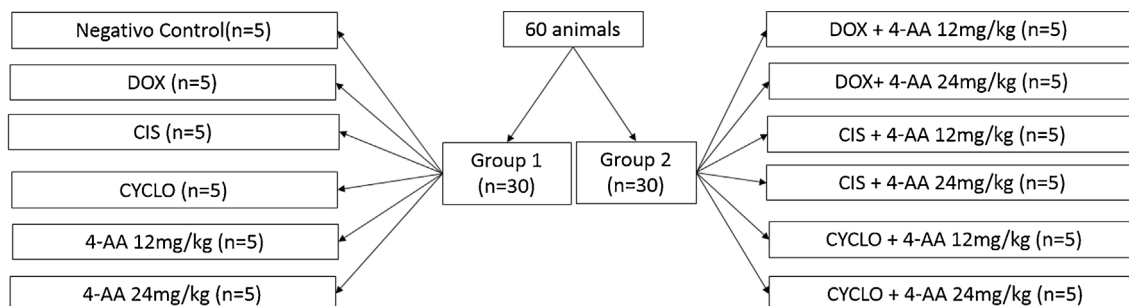 60 animals
Group 1
(n=30)
Group 2
(n=30)
Negativo Control(n=5)
DOX (n=5)
CIS (n=5)
CYCLO (n=5)
4-AA 12mg/kg (n=5)
4-AA 24mg/kg (n=5)
DOX + 4-AA 12mg/kg (n=5)
DOX+ 4-AA 24mg/kg (n=5)
CIS + 4-AA 12mg/kg (n=5)
CIS + 4-AA 24mg/kg (n=5)
CYCLO + 4-AA 12mg/kg (n=5)
CYCLO + 4-AA 24mg/kg (n=5)